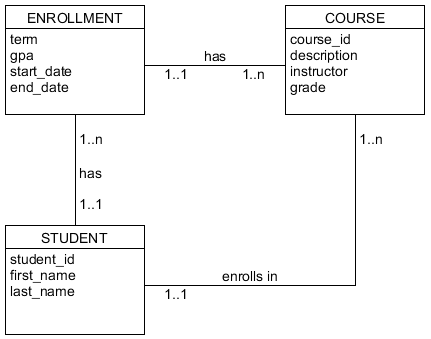 ENROLLMENT
term
gpa
start_date
end_date
COURSE
course_id
description
instructor
grade
has
1..1
1..n
1..n
has
1..1
1..n
STUDENT
student_id
first_name
last_name
enrolls in
1..1